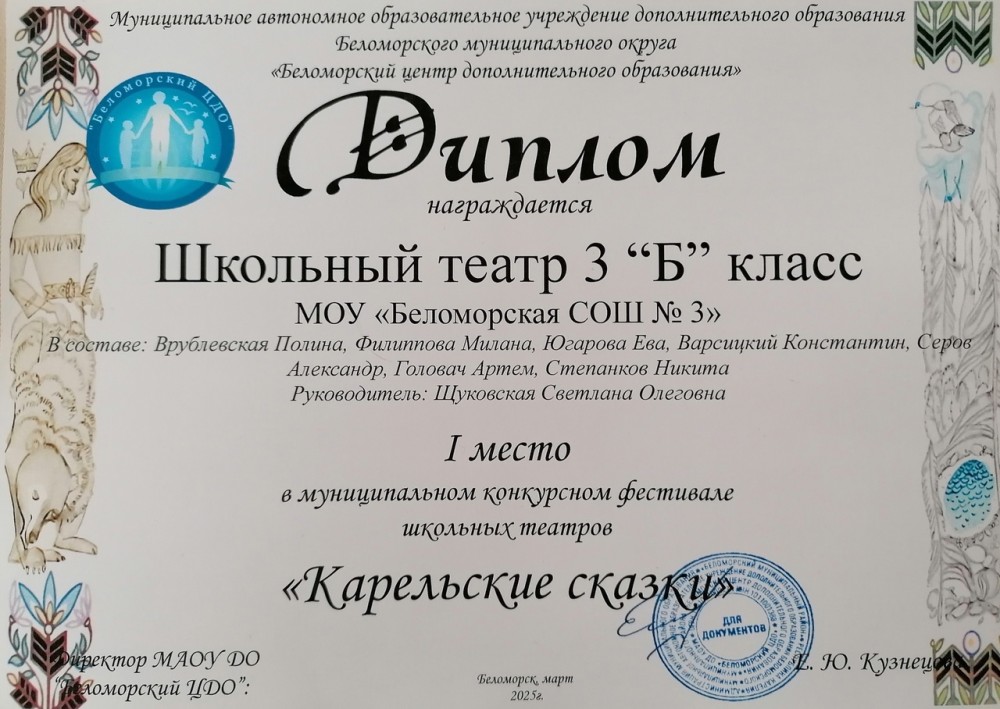 Муниципальное автономное образовательное учреждение дополнительного образования
Беломорского муниципального округа
«Беломорский центр дополнительного образования»
"Беломорский ЦДО"
Диплом
награждается
Школьный театр 3 “Б” класс
МОУ «Беломорская СОШ № 3»
В составе: Врублевская Полина, Филиппова Милана, Югарова Ева, Варсицкий Константин, Серов
Александр, Головач Артем, Степанков Никита
Руководитель: Щуковская Светлана Олеговна
I место
в муниципальном конкурсном фестивале
школьных театров
«Карельские сказки»
ДЛЯ
ДОКУМЕНТОВ
Директор МАОУ ДО
“Беломорский ЦДО”:
Е. Ю. Кузнецова
Беломорск, март
2025г.